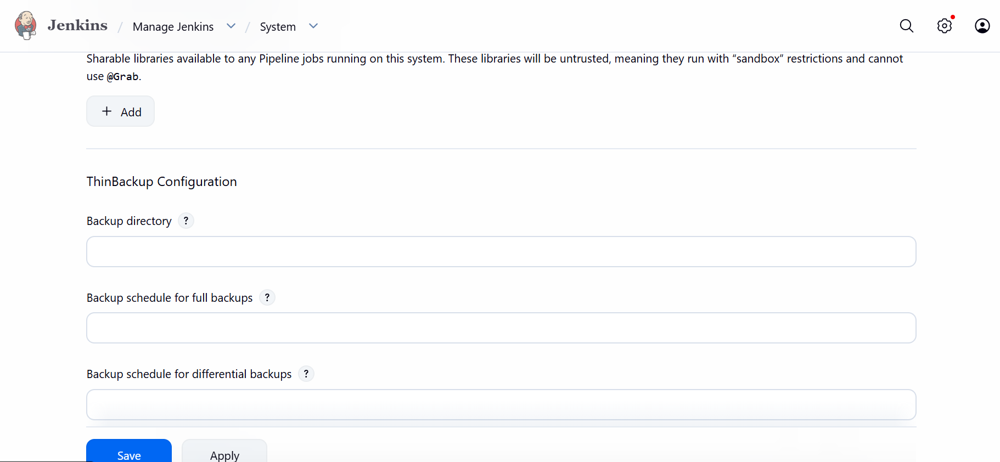 Jenkins / Manage Jenkins / System
Sharable libraries available to any Pipeline jobs running on this system. These libraries will be untrusted, meaning they run with “sandbox” restrictions and cannot
use @Grab.
+ Add
ThinBackup Configuration
Backup directory ?
Backup schedule for full backups ?
Backup schedule for differential backups ?
Save Apply